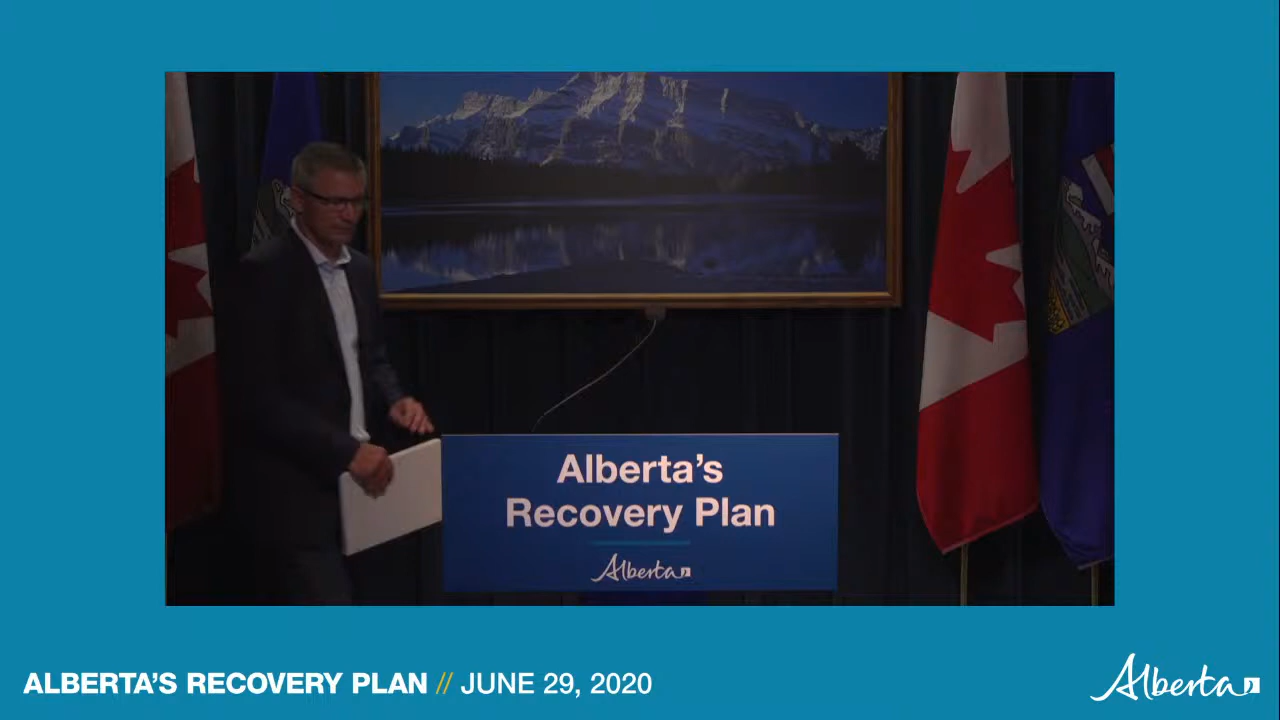 Alberta's
Recovery Plan
Alberta
ALBERTA'S RECOVERY PLAN // JUNE 29, 2020
Alberta